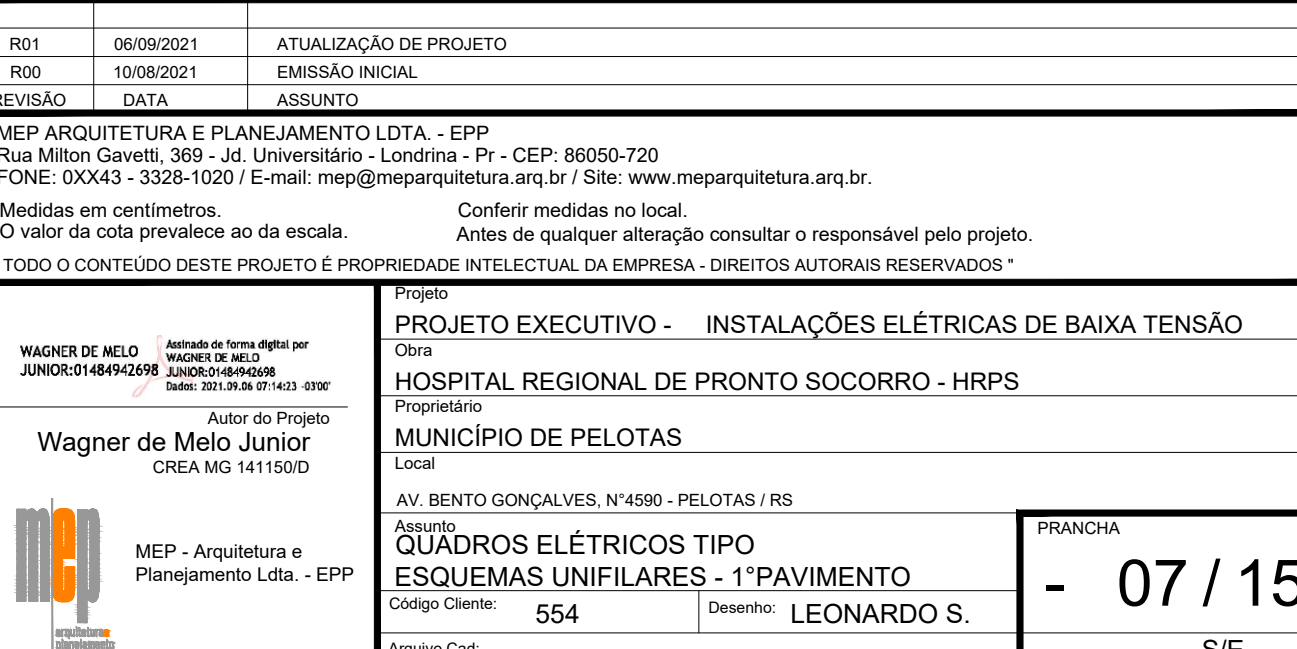 R01 06/09/2021 ATUALIZAÇÃO DE PROJETO
R00 10/08/2021 EMISSÃO INICIAL
REVISÃO DATA ASSUNTO
MEP ARQUITETURA E PLANEJAMENTO LDTA. - EPP
Rua Milton Gavetti, 369 - Jd. Universitário - Londrina - Pr - CEP: 86050-720
FONE: 0XX43 - 3328-1020 / E-mail: mep@meparquitetura.arq.br / Site: www.meparquitetura.arq.br.
Medidas em centímetros. Conferir medidas no local.
O valor da cota prevalece ao da escala. Antes de qualquer alteração consultar o responsável pelo projeto.
TODO O CONTEÚDO DESTE PROJETO É PROPRIEDADE INTELECTUAL DA EMPRESA - DIREITOS AUTORAIS RESERVADOS "
WAGNER DE MELO
JUNIOR:01484942698
Assinado de forma digital por
WAGNER DE MELO
JUNIOR:01484942698
Dados: 2021.09.06 07:14:23 -03'00'
Autor do Projeto
Wagner de Melo Junior
CREA MG 141150/D
mep
arquitetura e
planejamento
MEP - Arquitetura e
Planejamento Ldta. - EPP
Projeto
PROJETO EXECUTIVO - INSTALAÇÕES ELÉTRICAS DE BAIXA TENSÃO
Obra
HOSPITAL REGIONAL DE PRONTO SOCORRO - HRPS
Proprietário
MUNICÍPIO DE PELOTAS
Local
AV. BENTO GONÇALVES, N°4590 - PELOTAS / RS
Assunto
QUADROS ELÉTRICOS TIPO
ESQUEMAS UNIFILARES - 1°PAVIMENTO
Código Cliente: 554 Desenho: LEONARDO S.
Arquivo Cad:
PRANCHA
- 07 / 15